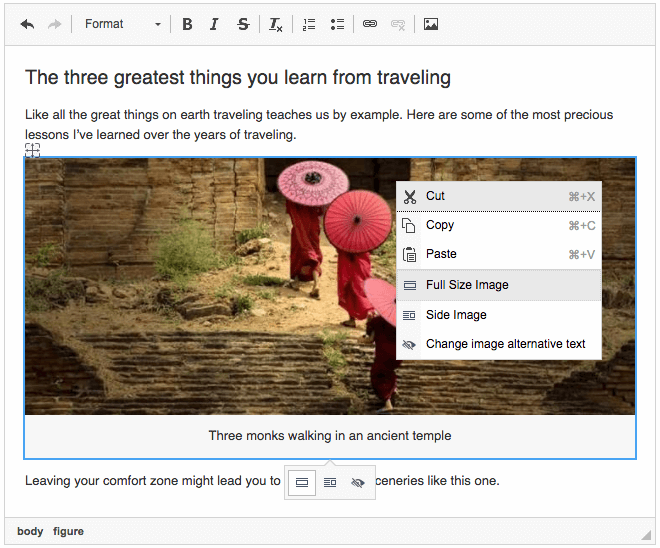 Format
B I S Tx
The three greatest things you learn from traveling
Like all the great things on earth traveling teaches us by example. Here are some of the most precious
lessons I've learned over the years of traveling.
Cut ⌘+X
Copy ⌘+C
Paste ⌘+V
Full Size Image
Side Image
Change image alternative text
Three monks walking in an ancient temple
Leaving your comfort zone might lead you to ceneries like this one.
body figure